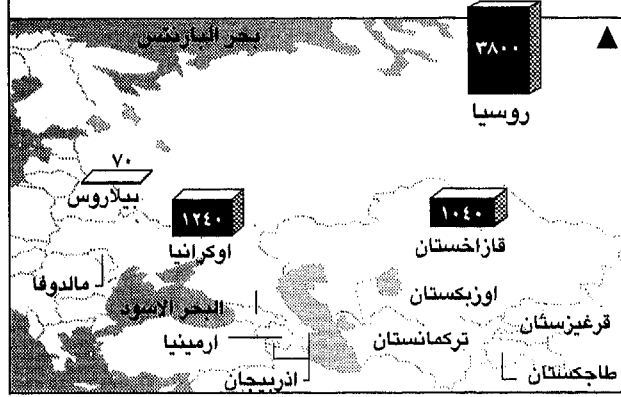 بحر البارنتس
٣٨٠٠
روسيا
٧٠
بيلاروس
١٢٤٠
اوكرانيا
١٠٤٠
قازاخستان
مالدوفا
البحر الاسود
اوزبكستان
ارمينيا
تركمانستان
قرغيزستان
اذربيجان
طاجكستان